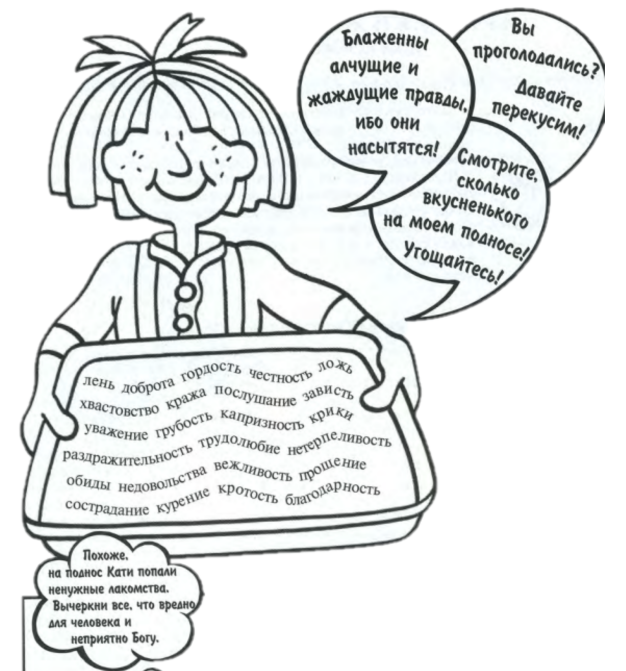 Блаженны
алчущие и
жаждущие правды,
ибо они
насытятся!
Вы
проголодались?
Давайте
перекусим!
Смотрите,
сколько
вкусненького
на моем подносе!
Угощайтесь!
лень доброта гордость честность ложь
хвастовство кража послушание зависть
уважение грубость капризность крики
раздражительность трудолюбие нетерпеливость
обиды недовольства вежливость прощение
сострадание курение кротость благодарность
Похоже,
на поднос Кати попали
ненужные лакомства.
Вычеркни все, что вредно
для человека и
неприятно Богу.